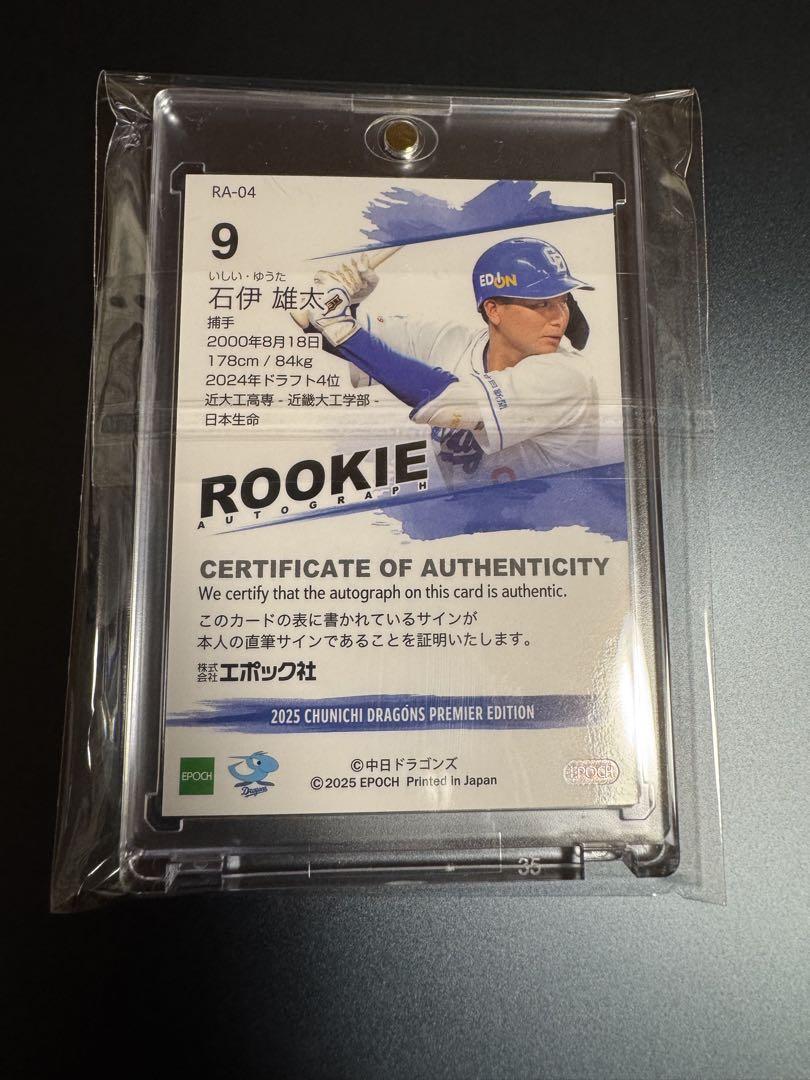 RA-04
9
いしい・ゆうた
石伊 雄太
捕手
2000年8月18日
178cm / 84kg
2024年ドラフト4位
近大工高専 - 近畿大工学部 -
日本生命
EDION
ROOKIE
AUTOGRAPH
CERTIFICATE OF AUTHENTICITY
We certify that the autograph on this card is authentic.
このカードの表に書かれているサインが
本人の直筆サインであることを証明いたします。
株式会社エポック社
2025 CHUNICHI DRAGONS PREMIER EDITION
EPOCH
Dragons
©中日ドラゴンズ
©2025 EPOCH Printed in Japan
EPOCH
35